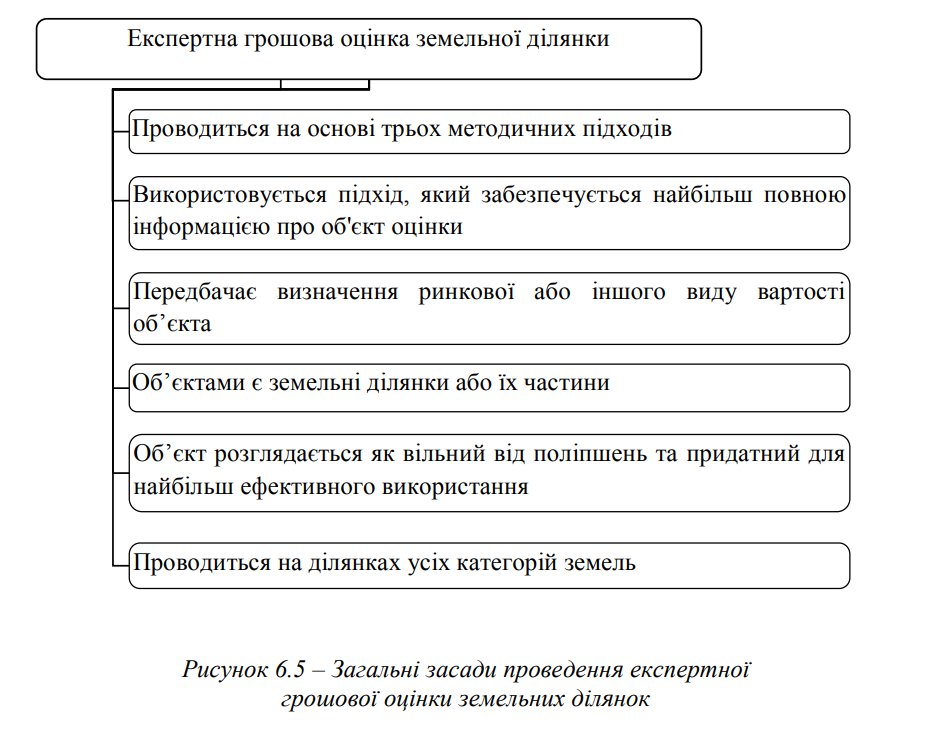 Експертна грошова оцінка земельної ділянки
Проводиться на основі трьох методичних підходів
Використовується підхід, який забезпечується найбільш повною
інформацією про об'єкт оцінки
Передбачає визначення ринкової або іншого виду вартості
об’єкта
Об’єктами є земельні ділянки або їх частини
Об’єкт розглядається як вільний від поліпшень та придатний для
найбільш ефективного використання
Проводиться на ділянках усіх категорій земель
Рисунок 6.5 – Загальні засади проведення експертної
грошової оцінки земельних ділянок